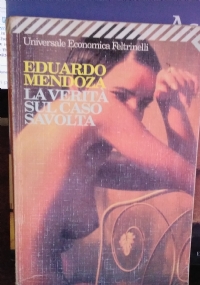 Universale Economica Feltrinelli
EDUARDO
MENDOZA
LA VERITÀ
SUL CASO
SAVOLTA